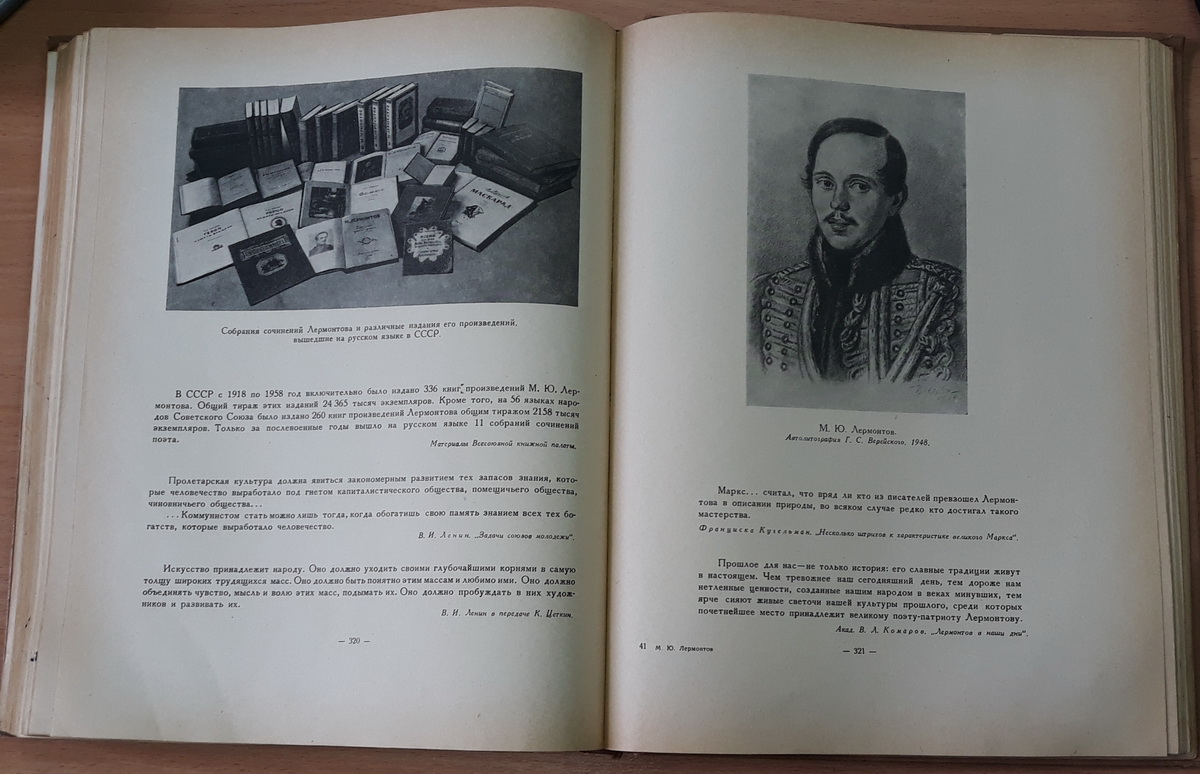 МАСКАРАД
Собрания сочинений Лермонтова и различные издания его произведений,
вышедшие на русском языке в СССР.
В СССР с 1918 по 1958 год включительно было издано 336 книг произведений М. Ю. Лер-
монтова. Общий тираж этих изданий 24 365 тысяч экземпляров. Кроме того, на 56 языках наро-
дов Советского Союза было издано 260 книг произведений Лермонтова общим тиражом 2158 тысяч
экземпляров. Только за послевоенные годы вышло на русском языке 11 собраний сочинений
поэта.
Материалы Всесоюзной книжной палаты.
Пролетарская культура должна явиться закономерным развитием тех запасов знания, кото-
рые человечество выработало под гнетом капиталистического общества, помещичьего общества,
чиновничьего общества...
... Коммунистом стать можно лишь тогда, когда обогатишь свою память знанием всех тех бо-
гатств, которые выработало человечество.
В. И. Ленин. „Задачи союзов молодежи".
Искусство принадлежит народу. Оно должно уходить своими глубочайшими корнями в самую
толщу широких трудящихся масс. Оно должно быть понятно этим массам и любимо ими. Оно должно
объединять чувство, мысль и волю этих масс, подымать их. Оно должно пробуждать в них худож-
ников и развивать их.
В. И. Ленин в передаче К. Цеткин.
— 320 —
М. Ю. Лермонтов.
Автолитография Г. С. Верейского, 1948.
Маркс... считал, что вряд ли кто из писателей превзошел Лермон-
това в описании природы, во всяком случае редко кто достигал такого
мастерства.
Франциска Кугельман. „Несколько штрихов к характеристике великого Маркса".
Прошлое для нас—не только история: его славные традиции живут
в настоящем. Чем тревожнее наш сегодняшний день, тем дороже нам
нетленные ценности, созданные нашим народом в веках минувших, тем
ярче сияют живые светочи нашей культуры прошлого, среди которых
почетнейшее место принадлежит великому поэту-патриоту Лермонтову.
Акад. В. Л. Комаров. „Лермонтов в наши дни".
41 М. Ю. Лермонтов
— 321 —